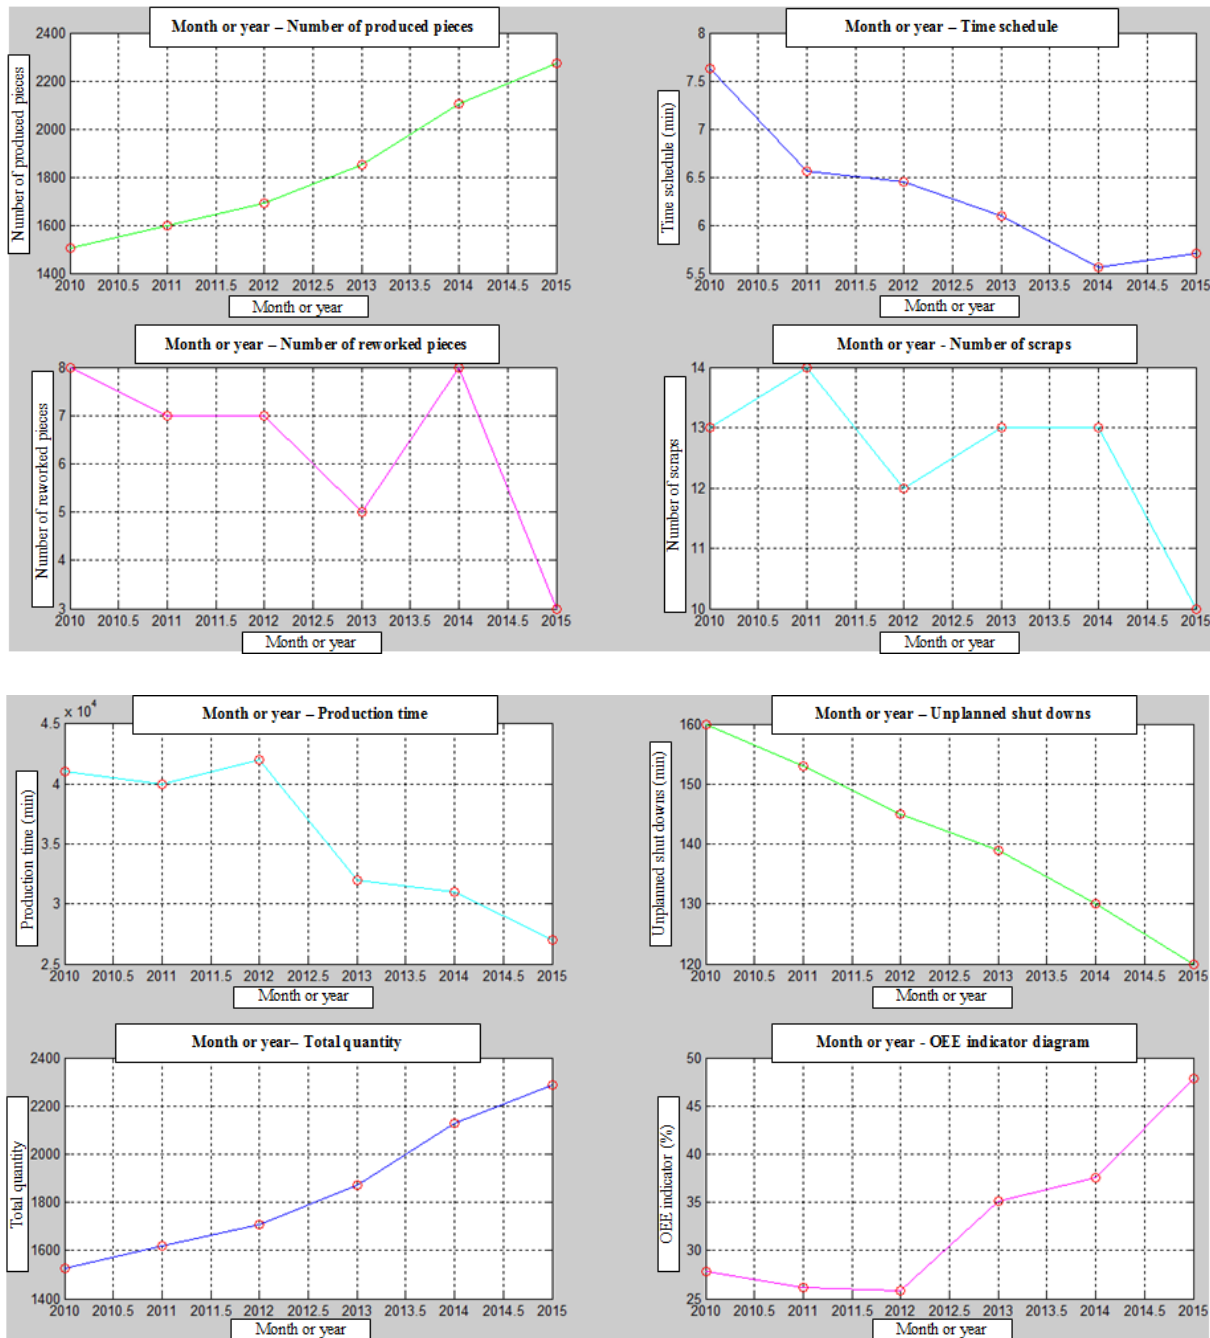 Month or year – Number of produced pieces
Number of produced pieces
2400
2200
2000
1800
1600
1400
2010 2010.5 2011 2011.5 2012 2012.5 2013 2013.5 2014 2014.5 2015
Month or year
Month or year – Time schedule
Time schedule (min)
8
7.5
7
6.5
6
5.5
2010 2010.5 2011 2011.5 2012 2012.5 2013 2013.5 2014 2014.5 2015
Month or year
Month or year – Number of reworked pieces
Number of reworked pieces
8
7
6
5
4
3
2010 2010.5 2011 2011.5 2012 2012.5 2013 2013.5 2014 2014.5 2015
Month or year
Month or year - Number of scraps
Number of scraps
14
13
12
11
10
2010 2010.5 2011 2011.5 2012 2012.5 2013 2013.5 2014 2014.5 2015
Month or year
Month or year – Production time
Production time (min)
x 10^4
4.5
4
3.5
3
2.5
2010 2010.5 2011 2011.5 2012 2012.5 2013 2013.5 2014 2014.5 2015
Month or year
Month or year – Unplanned shut downs
Unplanned shut downs (min)
160
150
140
130
120
2010 2010.5 2011 2011.5 2012 2012.5 2013 2013.5 2014 2014.5 2015
Month or year
Month or year– Total quantity
Total quantity
2400
2200
2000
1800
1600
1400
2010 2010.5 2011 2011.5 2012 2012.5 2013 2013.5 2014 2014.5 2015
Month or year
Month or year - OEE indicator diagram
OEE indicator (%)
50
45
40
35
30
25
2010 2010.5 2011 2011.5 2012 2012.5 2013 2013.5 2014 2014.5 2015
Month or year